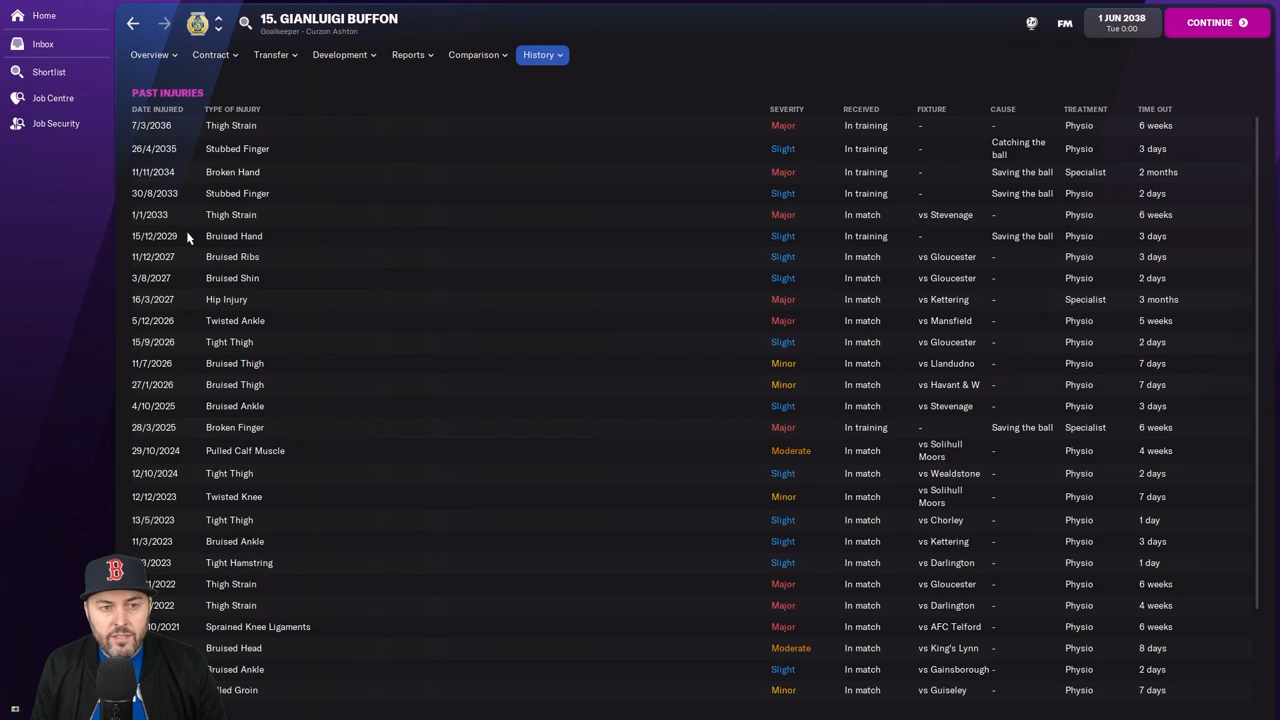 Home
Inbox
Shortlist
Job Centre
Job Security
15. GIANLUIGI BUFFON
Goalkeeper - Curzon Ashton
FM
1 JUN 2038
Tue 0:00
CONTINUE
Overview
Contract
Transfer
Development
Reports
Comparison
History
PAST INJURIES
DATE INJURED TYPE OF INJURY SEVERITY RECEIVED FIXTURE CAUSE TREATMENT TIME OUT
7/3/2036 Thigh Strain Major In training - - Physio 6 weeks
26/4/2035 Stubbed Finger Slight In training - Catching the ball Physio 3 days
11/11/2034 Broken Hand Major In training - Saving the ball Specialist 2 months
30/8/2033 Stubbed Finger Slight In training - Saving the ball Physio 2 days
1/1/2033 Thigh Strain Major In match vs Stevenage - Physio 6 weeks
15/12/2029 Bruised Hand Slight In training - Saving the ball Physio 3 days
11/12/2027 Bruised Ribs Slight In match vs Gloucester - Physio 3 days
3/8/2027 Bruised Shin Slight In match vs Gloucester - Physio 2 days
16/3/2027 Hip Injury Major In match vs Kettering - Specialist 3 months
5/12/2026 Twisted Ankle Major In match vs Mansfield - Physio 5 weeks
15/9/2026 Tight Thigh Slight In match vs Gloucester - Physio 2 days
11/7/2026 Bruised Thigh Minor In match vs Llandudno - Physio 7 days
27/1/2026 Bruised Thigh Minor In match vs Havant & W - Physio 7 days
4/10/2025 Bruised Ankle Slight In match vs Stevenage - Physio 3 days
28/3/2025 Broken Finger Major In training - Saving the ball Specialist 6 weeks
29/10/2024 Pulled Calf Muscle Moderate In match vs Solihull Moors - Physio 4 weeks
12/10/2024 Tight Thigh Slight In match vs Wealdstone - Physio 2 days
12/12/2023 Twisted Knee Minor In match vs Solihull Moors - Physio 7 days
13/5/2023 Tight Thigh Slight In match vs Chorley - Physio 1 day
11/3/2023 Bruised Ankle Slight In match vs Kettering - Physio 3 days
/2023 Tight Hamstring Slight In match vs Darlington - Physio 1 day
/2022 Thigh Strain Major In match vs Gloucester - Physio 6 weeks
/2022 Thigh Strain Major In match vs Darlington - Physio 4 weeks
10/2021 Sprained Knee Ligaments Major In match vs AFC Telford - Physio 6 weeks
Bruised Head Moderate In match vs King's Lynn - Physio 8 days
Bruised Ankle Slight In match vs Gainsborough - Physio 2 days
Groin Minor In match vs Guiseley - Physio 7 days
B